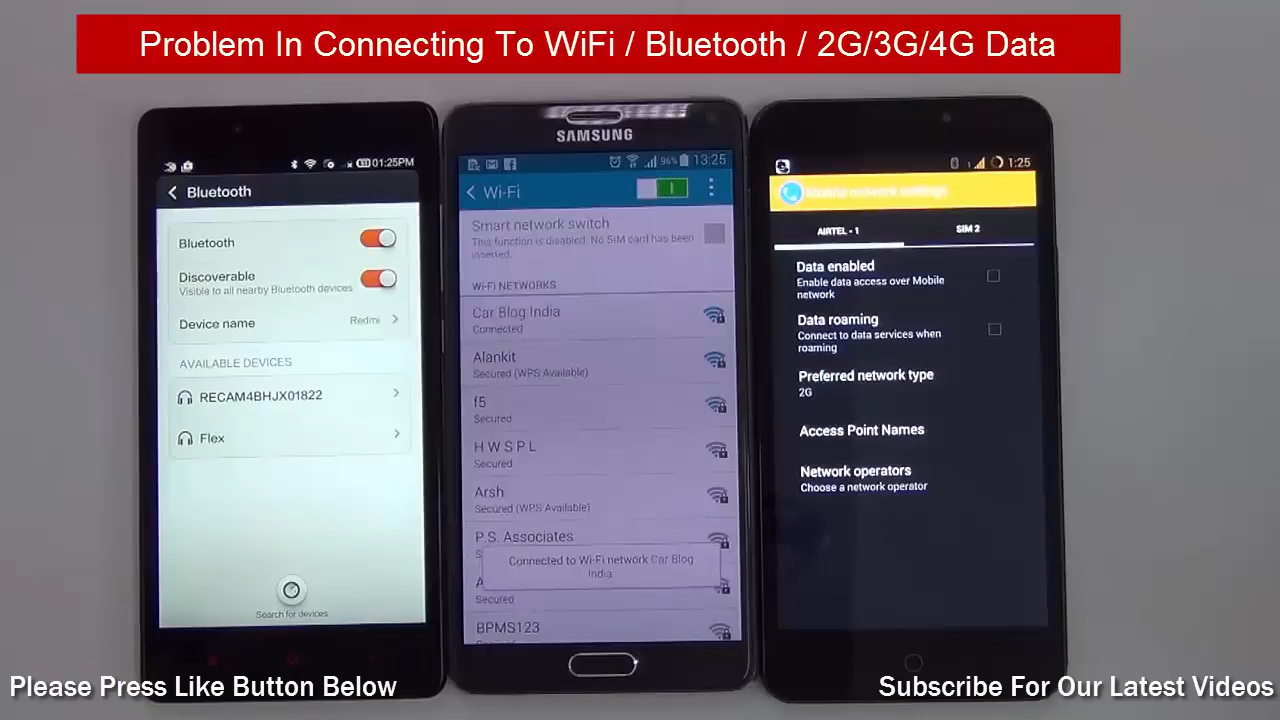 Problem In Connecting To WiFi / Bluetooth / 2G/3G/4G Data
01:25PM
Bluetooth
Bluetooth
Discoverable
Visible to all nearby Bluetooth devices
Device name Redmi
AVAILABLE DEVICES
RECAM4BHJX01822
Flex
Search for devices
SAMSUNG
96% 13:25
Wi-Fi
Smart network switch
This function is disabled. No SIM card has been
inserted.
Wi-Fi NETWORKS
Car Blog India
Connected
Alankit
Secured (WPS Available)
f5
Secured
H W S P L
Secured
Arsh
Secured (WPS Available)
P.S. Associates
S
Connected to Wi-Fi network Car Blog
India
A
Secured
BPMS123
1:25
network settings
AIRTEL - 1 SIM 2
Data enabled
Enable data access over Mobile
network
Data roaming
Connect to data services when
roaming
Preferred network type
2G
Access Point Names
Network operators
Choose a network operator
Please Press Like Button Below
Subscribe For Our Latest Videos